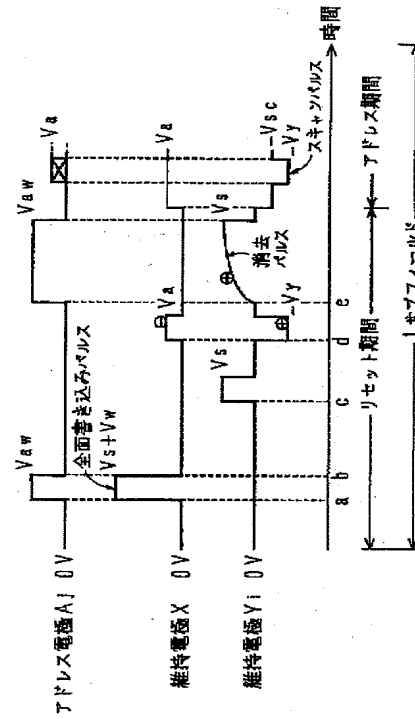 アドレス電極Aj 0V
Vaw
Vaw
Va
全面書き込みパルス
Vs+Vw
維持電極X 0V
⊖
Va
Va
維持電極Yi 0V
Vs
⊕
Vs
消去
パルス
⊕
-Vy
-Vsc
-Vy
スキャンパルス
a b c d e
時間
リセット期間
アドレス期間
1サブフィールド